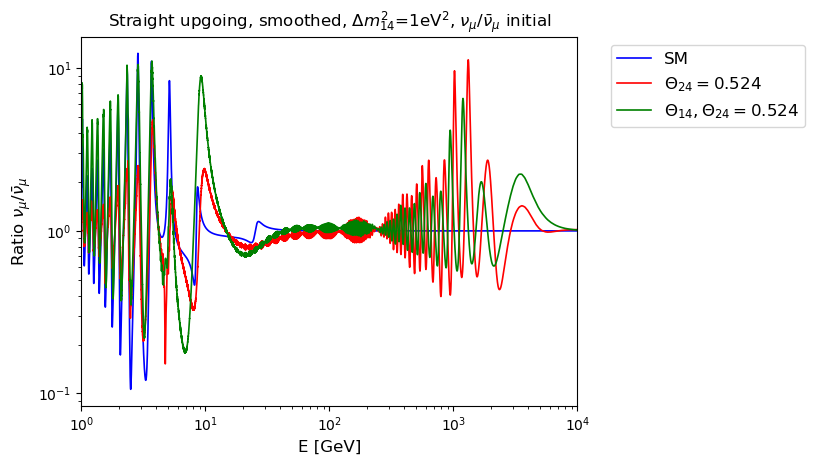 Straight upgoing, smoothed, Δm²₁₄=1eV², ν_μ/ν̄_μ initial
Ratio ν_μ/ν̄_μ
10¹
10⁰
10⁻¹
10⁰
10¹
10²
10³
10⁴
E [GeV]
SM
Θ₂₄ = 0.524
Θ₁₄, Θ₂₄ = 0.524